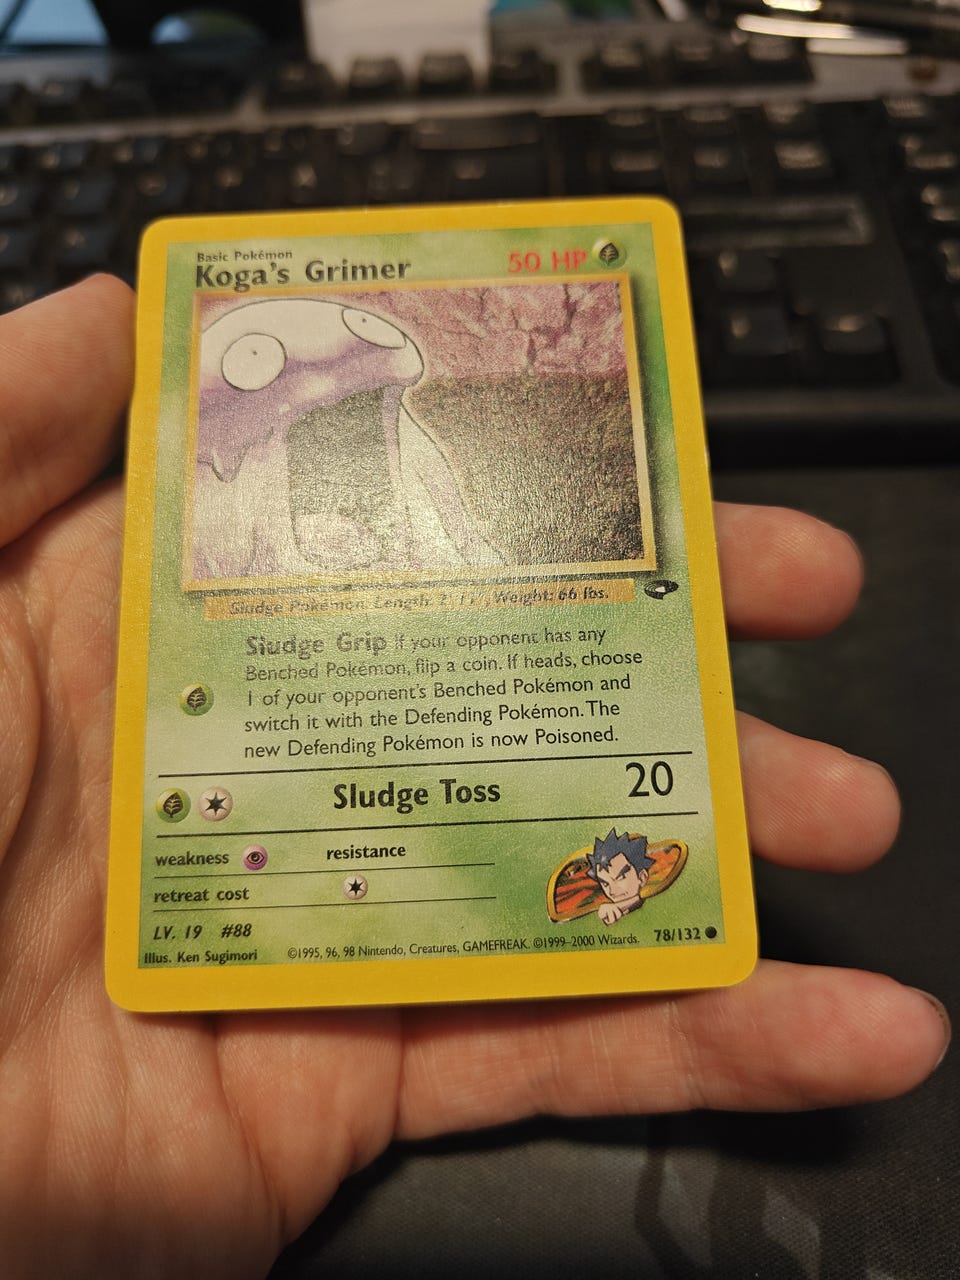 Basic Pokémon
Koga's Grimer 50 HP
Sludge Pokémon. Length: 2' 11", Weight: 66 lbs.
Sludge Grip If your opponent has any
Benched Pokémon, flip a coin. If heads, choose
1 of your opponent's Benched Pokémon and
switch it with the Defending Pokémon. The
new Defending Pokémon is now Poisoned.
Sludge Toss 20
weakness resistance
retreat cost
LV. 19 #88
Illus. Ken Sugimori ©1995, 96, 98 Nintendo, Creatures, GAMEFREAK. ©1999–2000 Wizards. 78/132